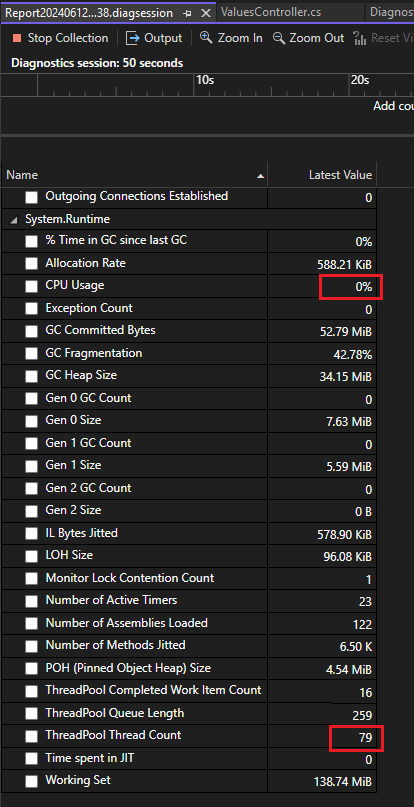 Report20240612...38.diagsession
ValuesController.cs
Diagnost
Stop Collection
Output
Zoom In
Zoom Out
Reset Vi
Diagnostics session: 50 seconds
10s
20s
Add cou
Name Latest Value
Outgoing Connections Established 0
System.Runtime
% Time in GC since last GC 0%
Allocation Rate 588.21 KiB
CPU Usage 0%
Exception Count 0
GC Committed Bytes 52.79 MiB
GC Fragmentation 42.78%
GC Heap Size 34.15 MiB
Gen 0 GC Count 0
Gen 0 Size 7.63 MiB
Gen 1 GC Count 0
Gen 1 Size 5.59 MiB
Gen 2 GC Count 0
Gen 2 Size 0 B
IL Bytes Jitted 578.90 KiB
LOH Size 96.08 KiB
Monitor Lock Contention Count 1
Number of Active Timers 23
Number of Assemblies Loaded 122
Number of Methods Jitted 6.50 K
POH (Pinned Object Heap) Size 4.54 MiB
ThreadPool Completed Work Item Count 16
ThreadPool Queue Length 259
ThreadPool Thread Count 79
Time spent in JIT 0
Working Set 138.74 MiB